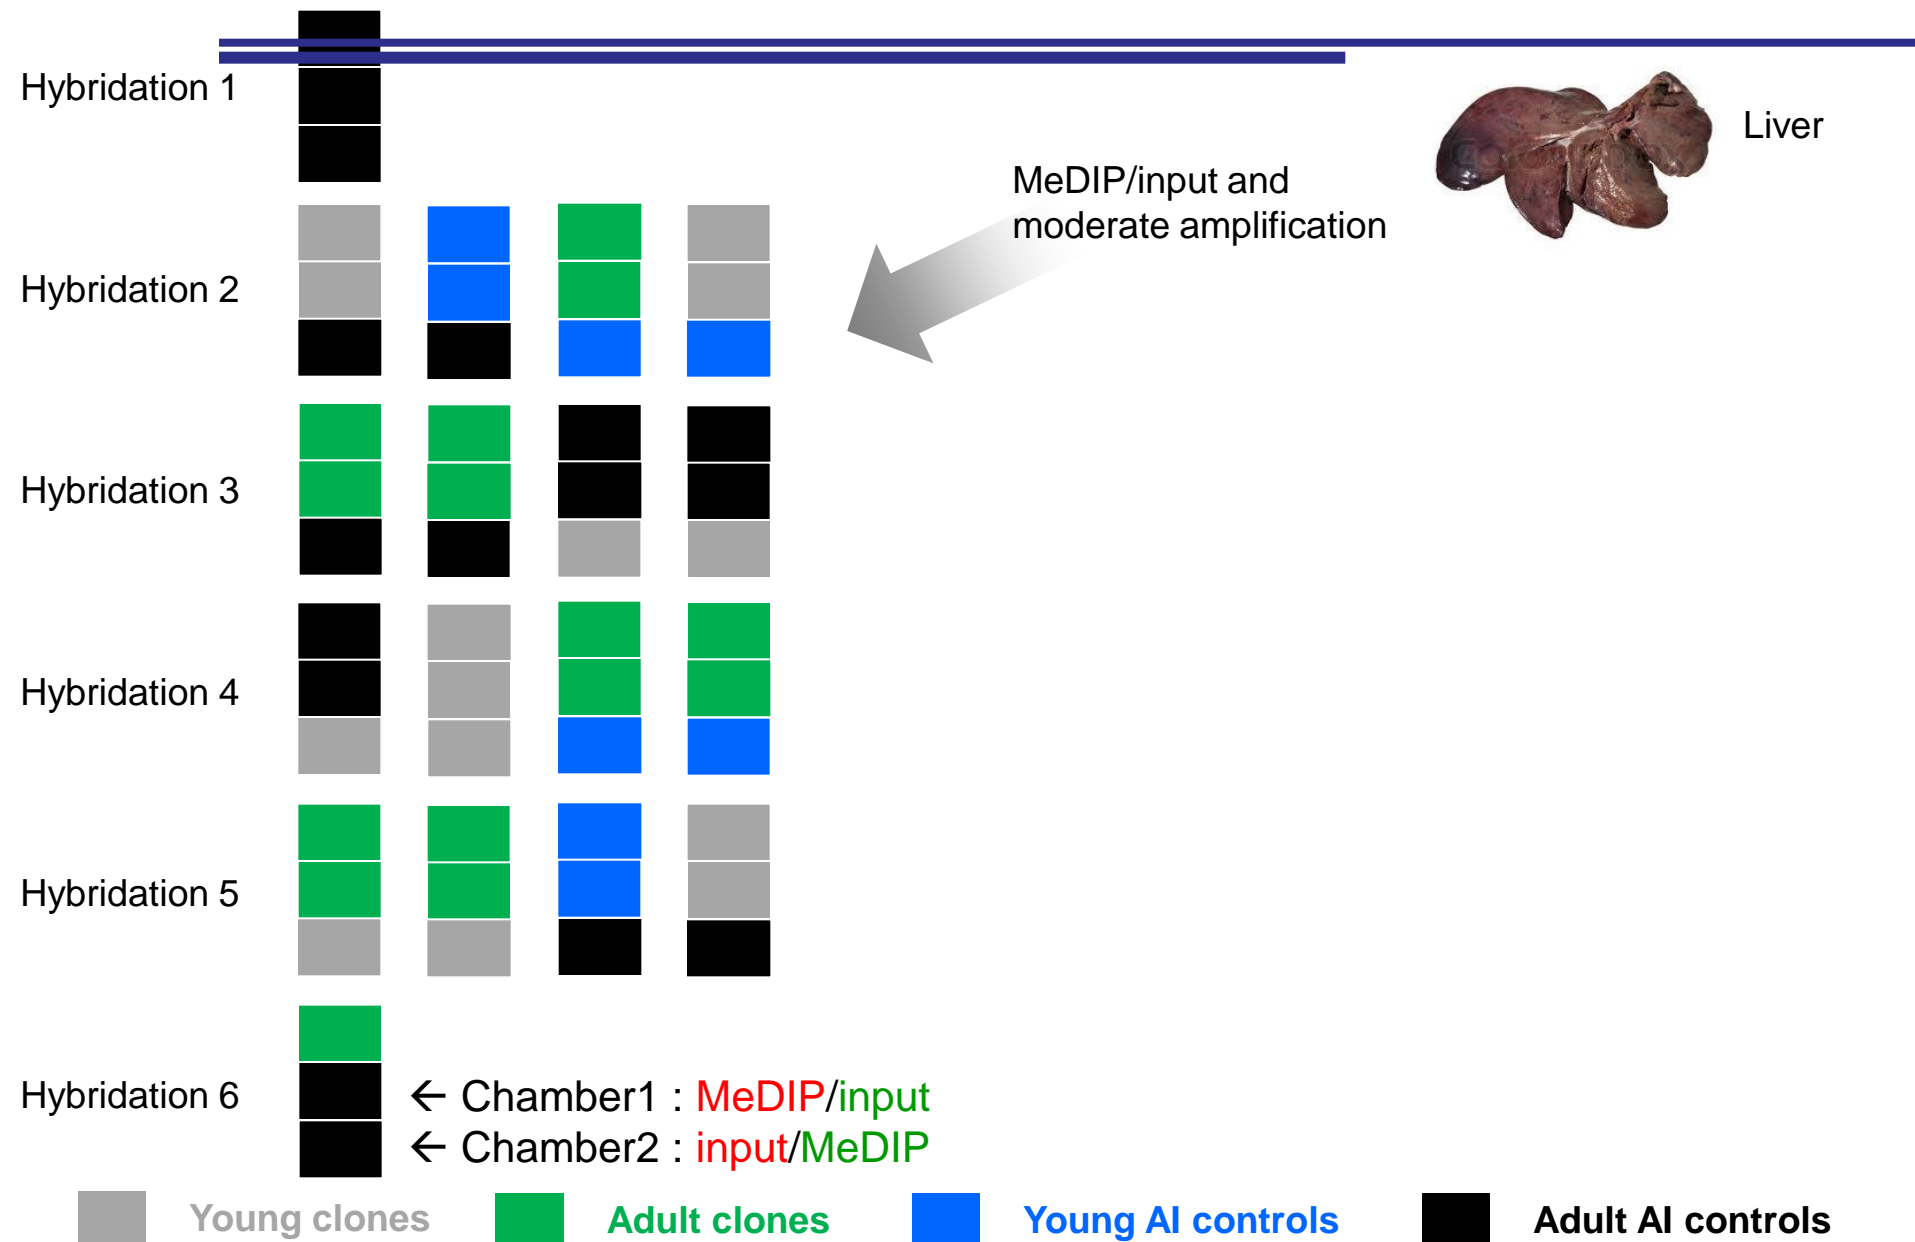 Hybridation 1
Liver
MeDIP/input and
moderate amplification
Hybridation 2
Hybridation 3
Hybridation 4
Hybridation 5
Hybridation 6
← Chamber1 : MeDIP/input
← Chamber2 : input/MeDIP
Young clones
Adult clones
Young AI controls
Adult AI controls